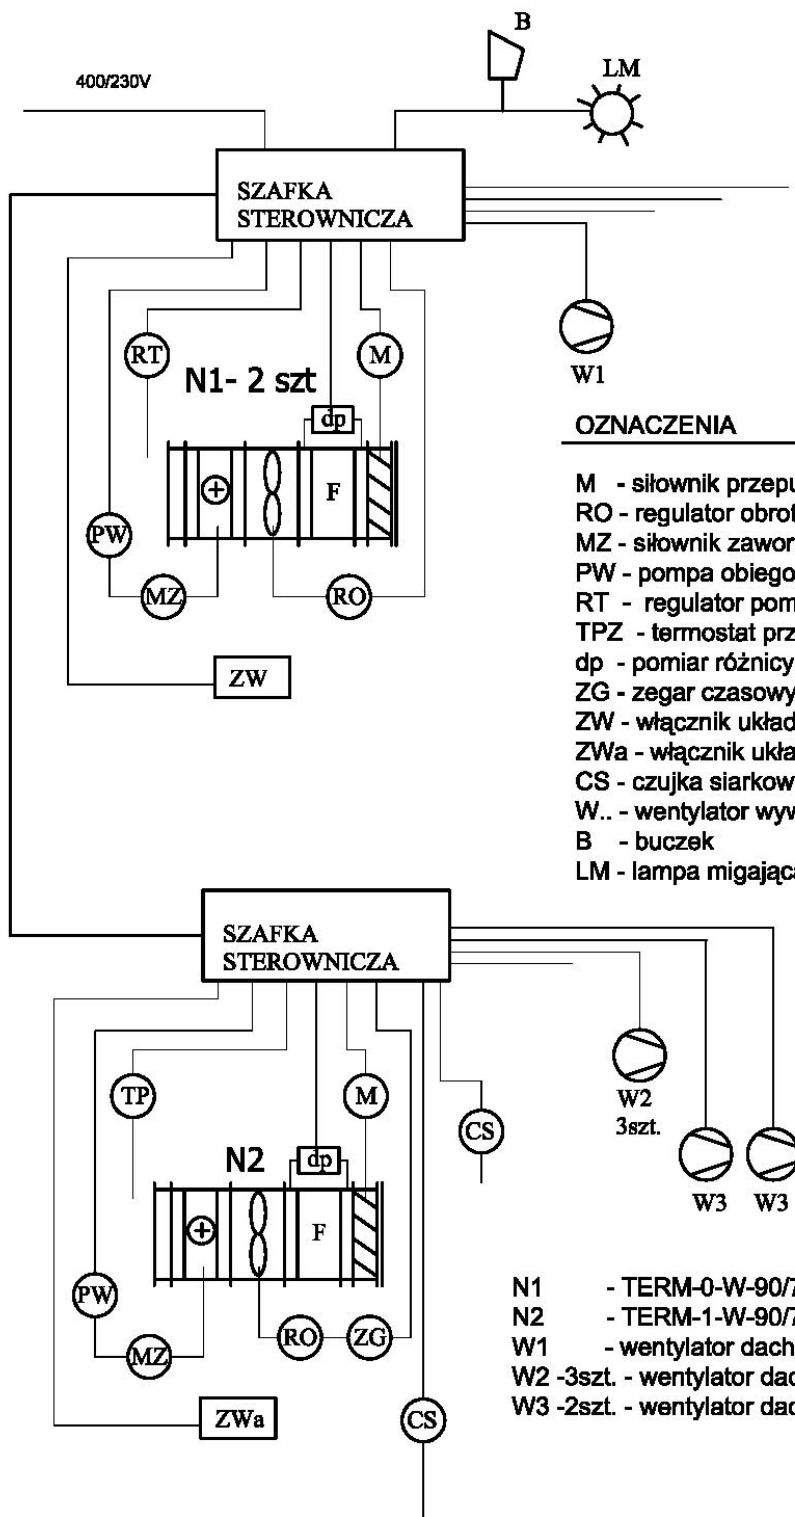 B
400/230V
LM
SZAFKA
STEROWNICZA
RT
M
W1
N1- 2 szt
dp
F
PW
MZ
RO
ZW
OZNACZENIA
M - siłownik przepu
RO - regulator obrot
MZ - siłownik zawor
PW - pompa obiego
RT - regulator pom
TPZ - termostat prz
dp - pomiar różnicy
ZG - zegar czasowy
ZW - włącznik układ
ZWa - włącznik ukła
CS - czujka siarkow
W.. - wentylator wyw
B - buczek
LM - lampa migająca
SZAFKA
STEROWNICZA
TP
M
CS
W2
3szt.
W3
W3
N2
dp
F
PW
MZ
RO
ZG
ZWa
CS
N1 - TERM-0-W-90/7
N2 - TERM-1-W-90/7
W1 - wentylator dach
W2 -3szt. - wentylator dac
W3 -2szt. - wentylator dac